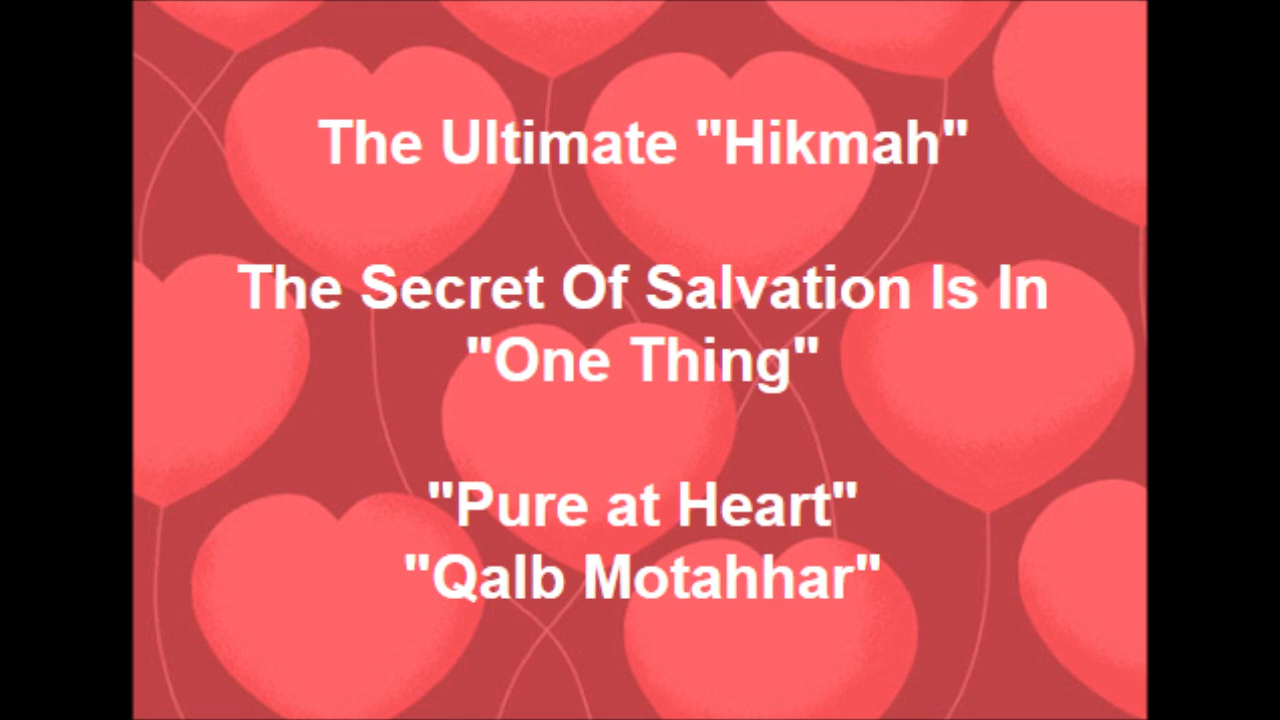 The Ultimate "Hikmah"
The Secret Of Salvation Is In
"One Thing"
"Pure at Heart"
"Qalb Motahhar"